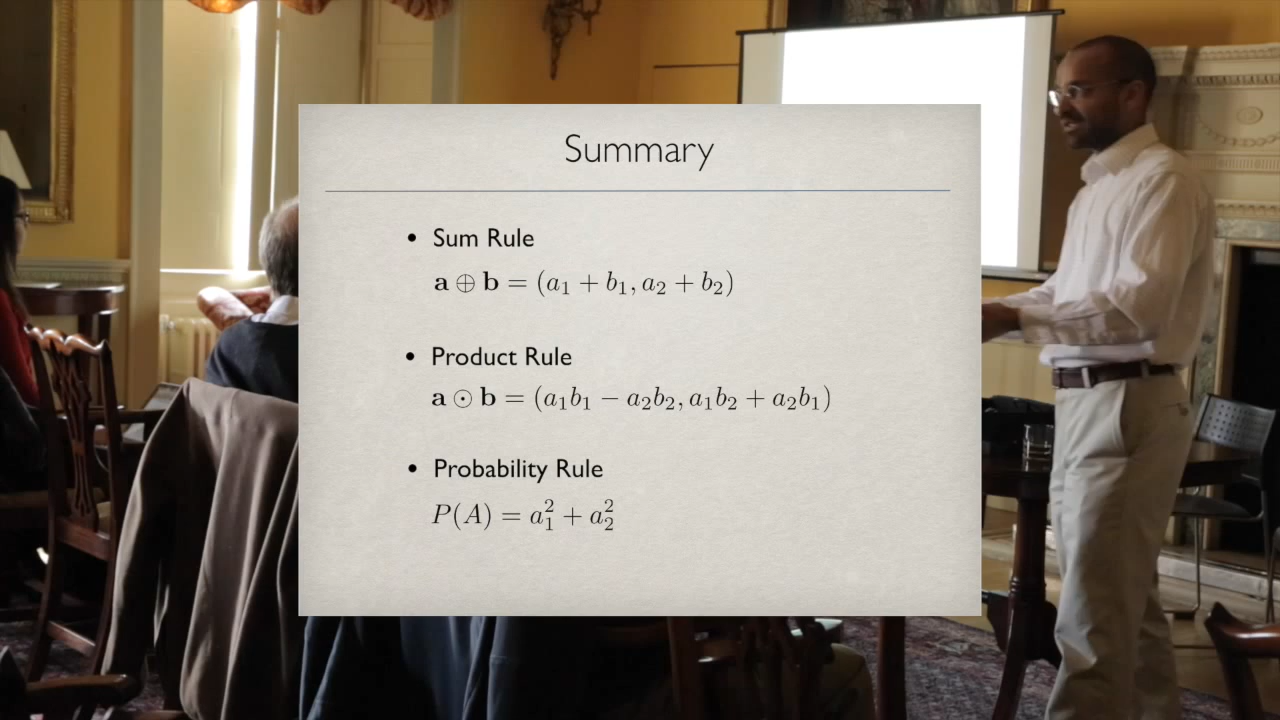 Summary
• Sum Rule
a ⊕ b = (a₁ + b₁, a₂ + b₂)
• Product Rule
a ⊙ b = (a₁b₁ − a₂b₂, a₁b₂ + a₂b₁)
• Probability Rule
P(A) = a₁² + a₂²